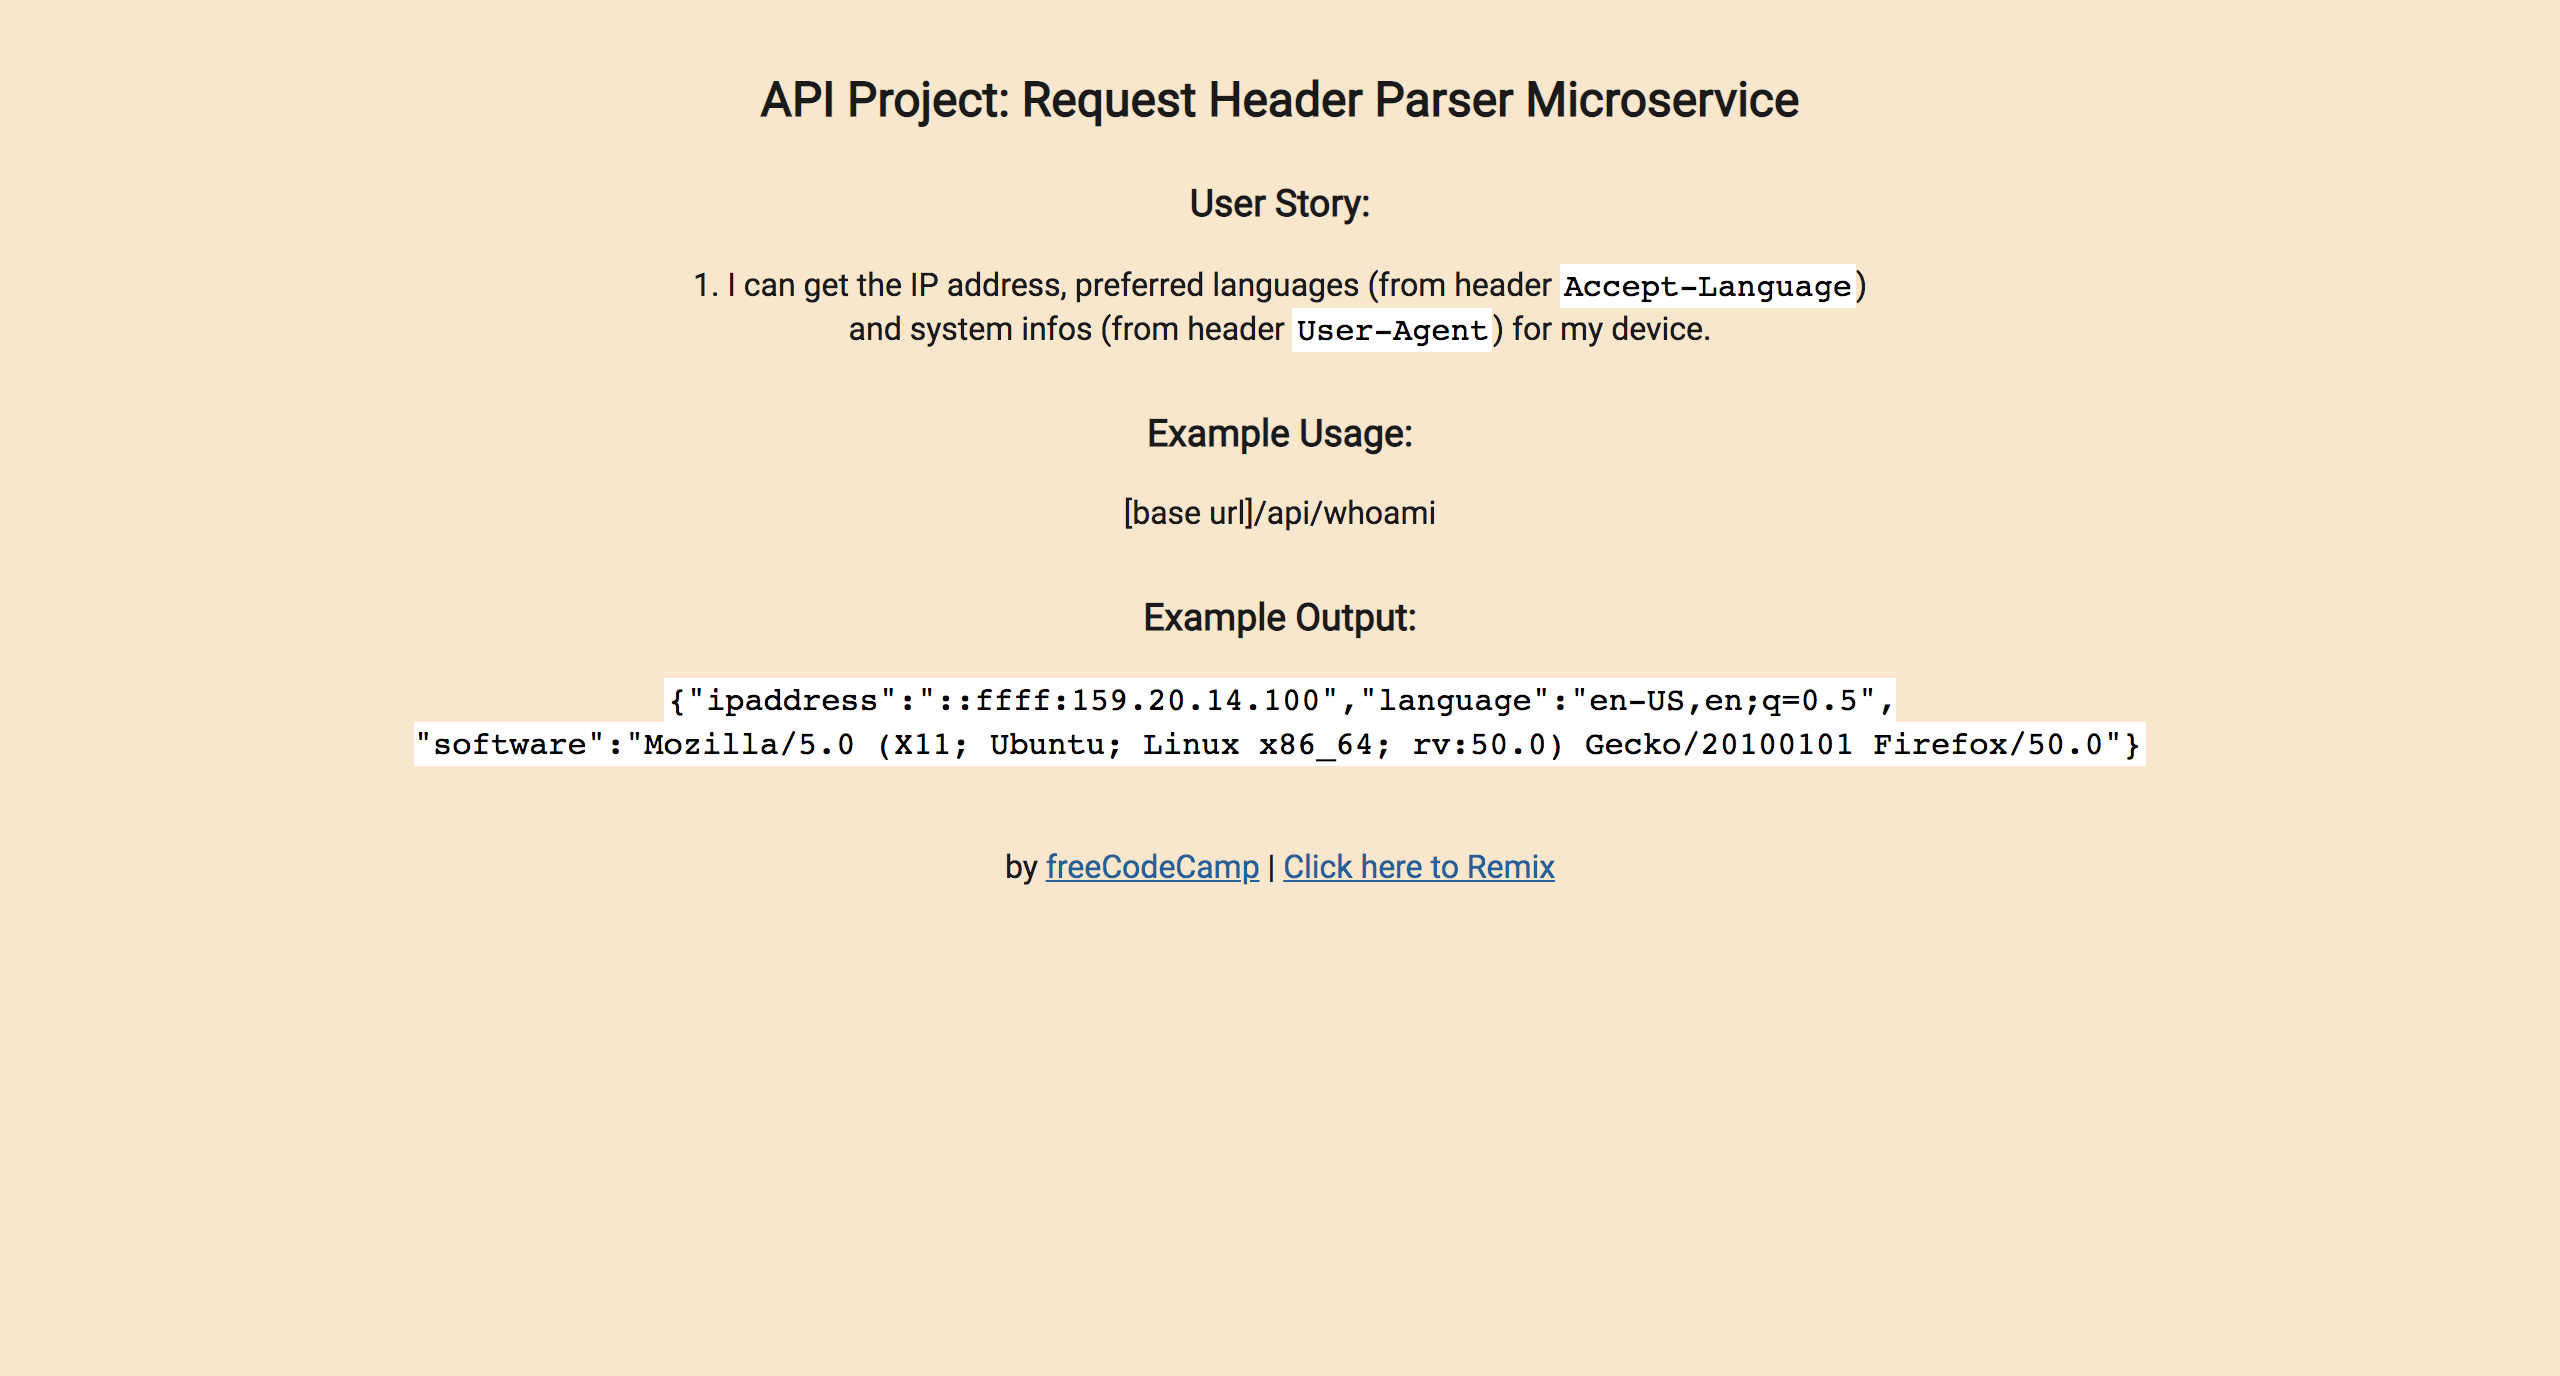 API Project: Request Header Parser Microservice
User Story:
1. I can get the IP address, preferred languages (from header Accept-Language)
and system infos (from header User-Agent) for my device.
Example Usage:
[base url]/api/whoami
Example Output:
{"ipaddress":"::ffff:159.20.14.100","language":"en-US,en;q=0.5",
"software":"Mozilla/5.0 (X11; Ubuntu; Linux x86_64; rv:50.0) Gecko/20100101 Firefox/50.0"}
by freeCodeCamp | Click here to Remix